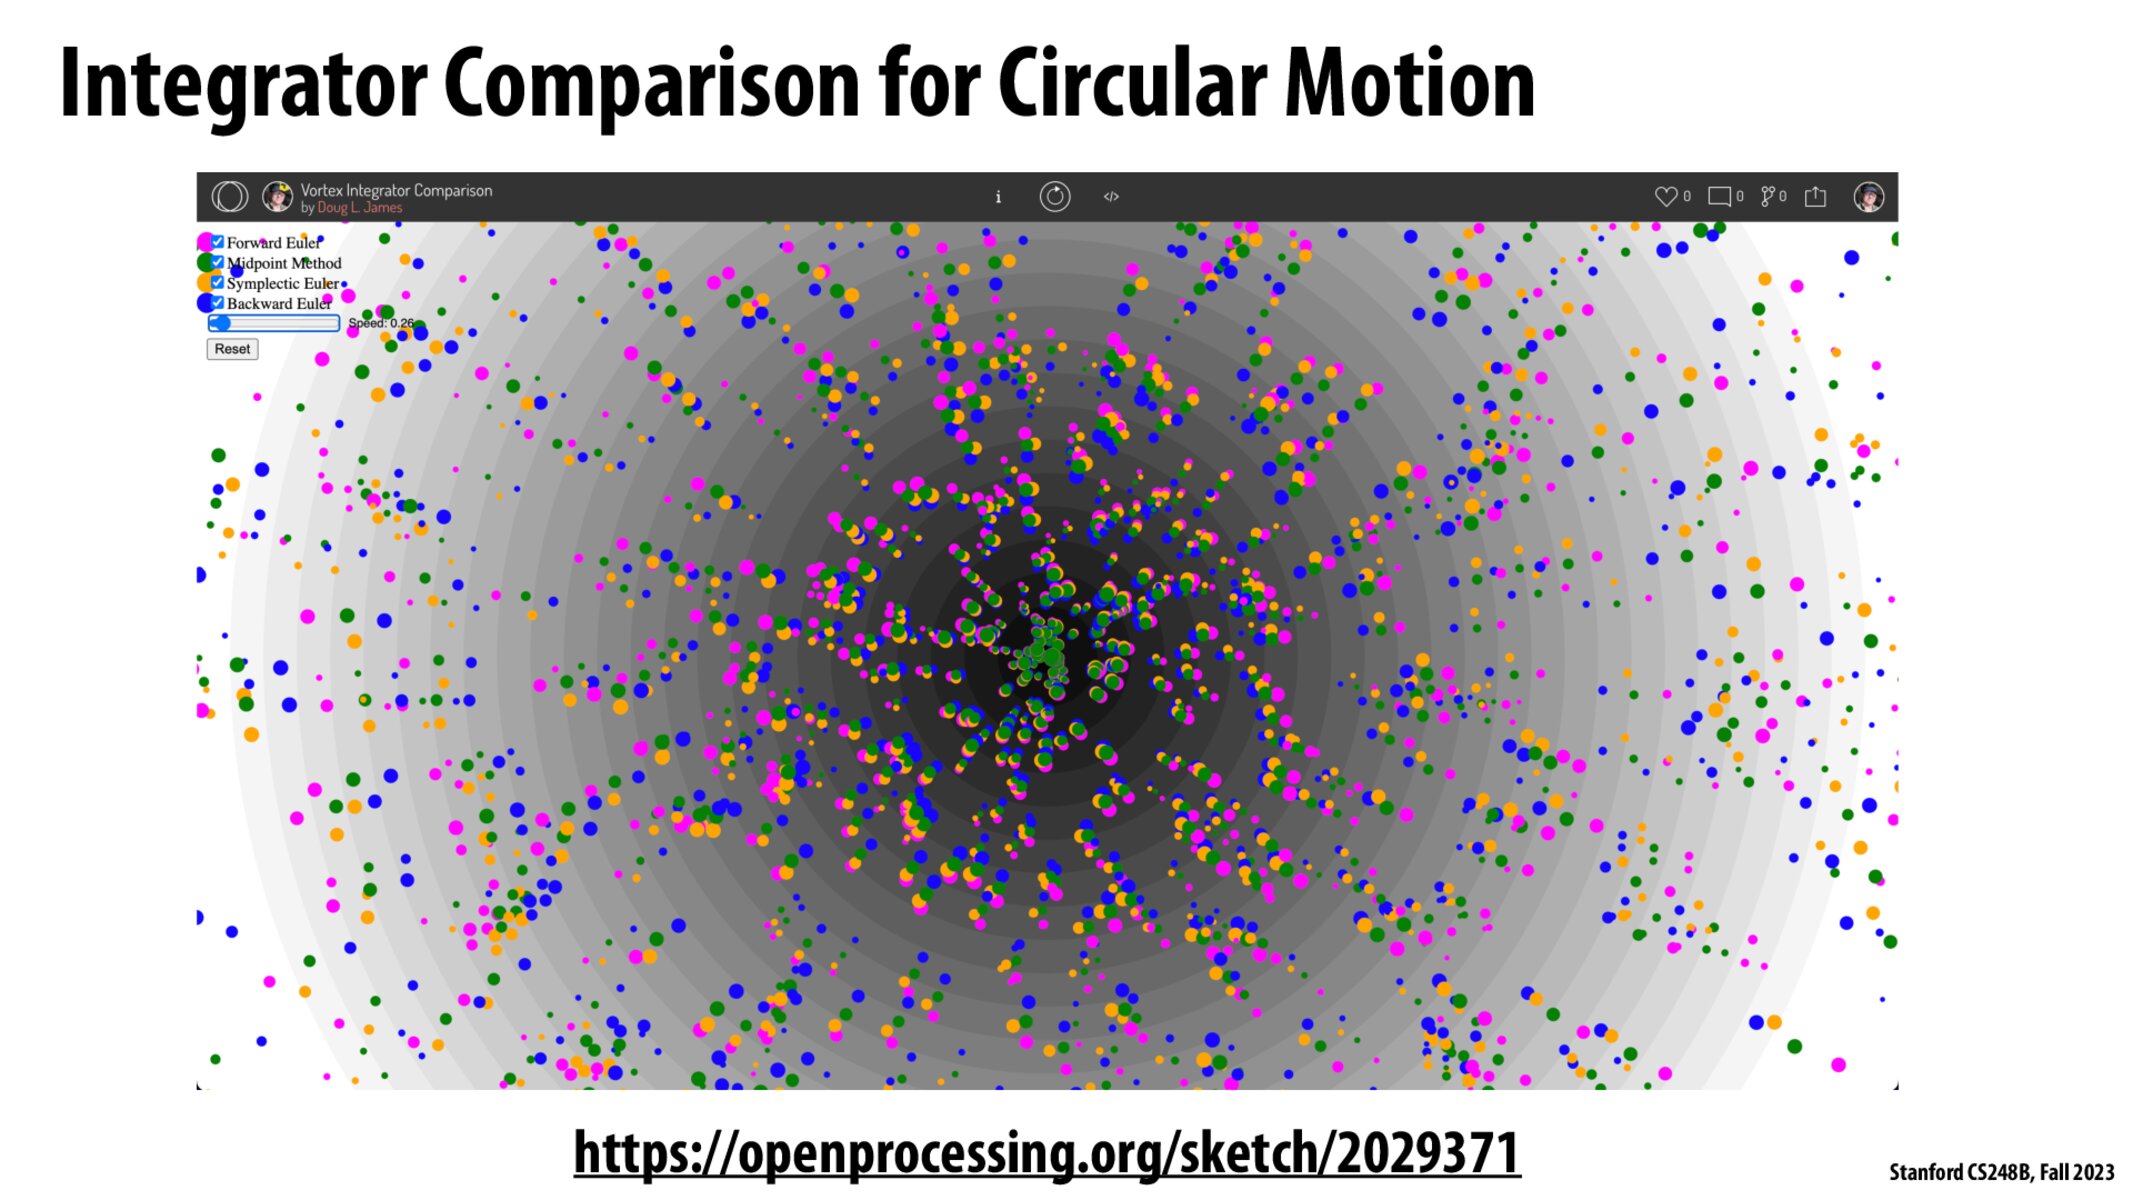 Integrator Comparison for Circular Motion
Vortex Integrator Comparison
by Doug L. James
i
</>
0
0
0
Forward Euler
Midpoint Method
Symplectic Euler
Backward Euler
Speed: 0.26
Reset
https://openprocessing.org/sketch/2029371
Stanford CS248B, Fall 2023